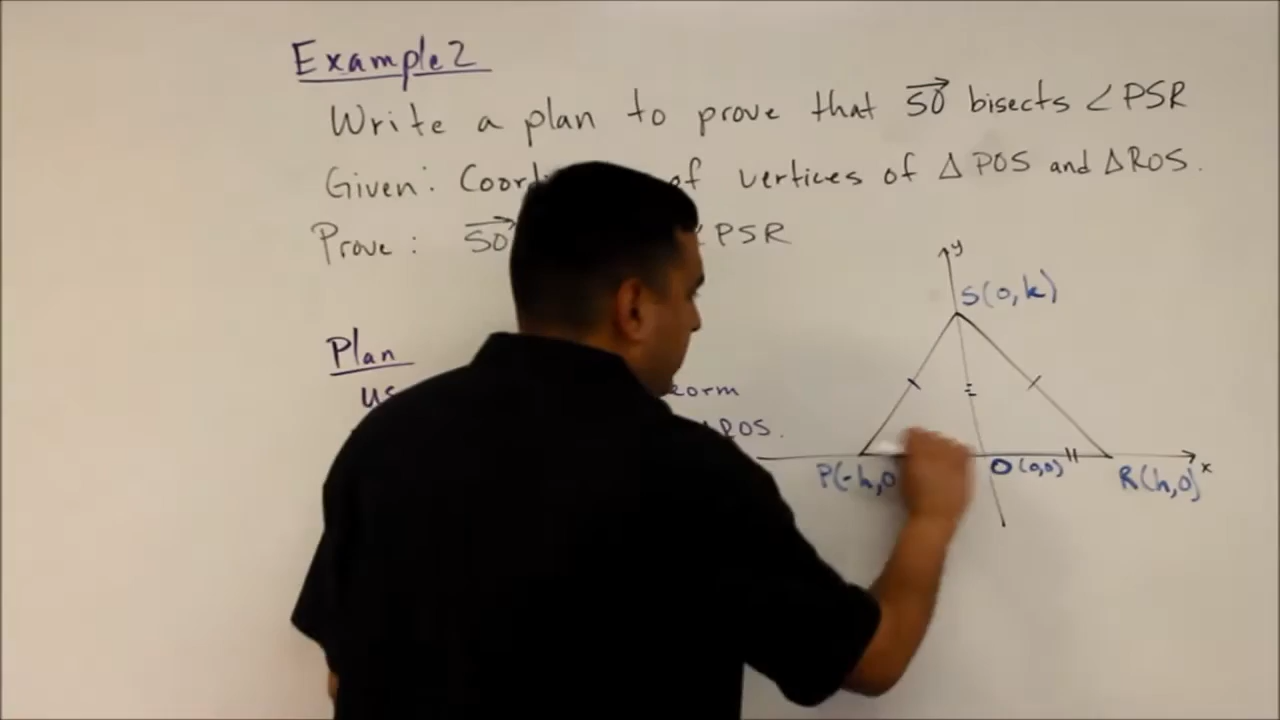 Example 2
Write a plan to prove that SO bisects ∠PSR
Given: of vertices of △POS and △ROS.
Prove: SO PSR
y
S(0,k)
Plan
O(0,0)
P(-h,0
R(h,0)
x